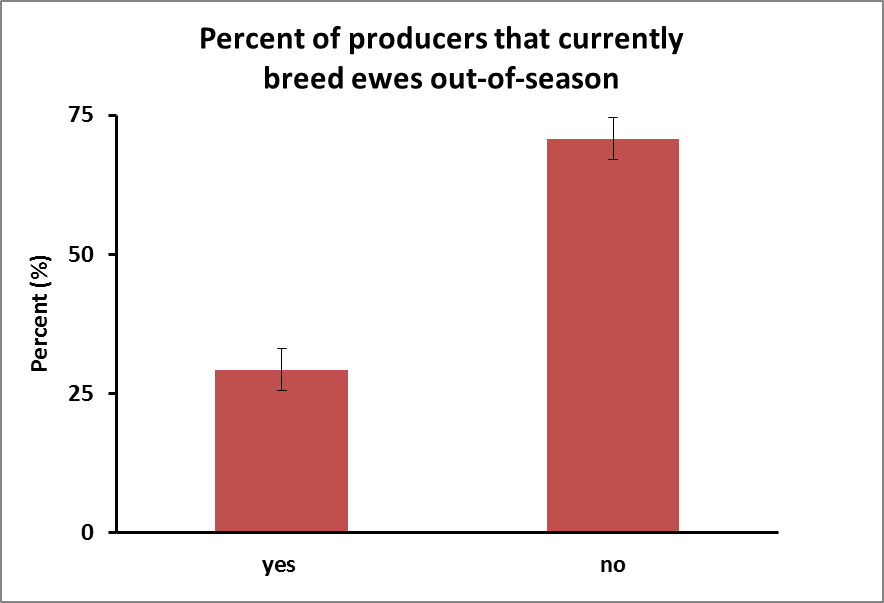 Percent of producers that currently
breed ewes out-of-season
75
50
25
0
Percent (%)
yes
no